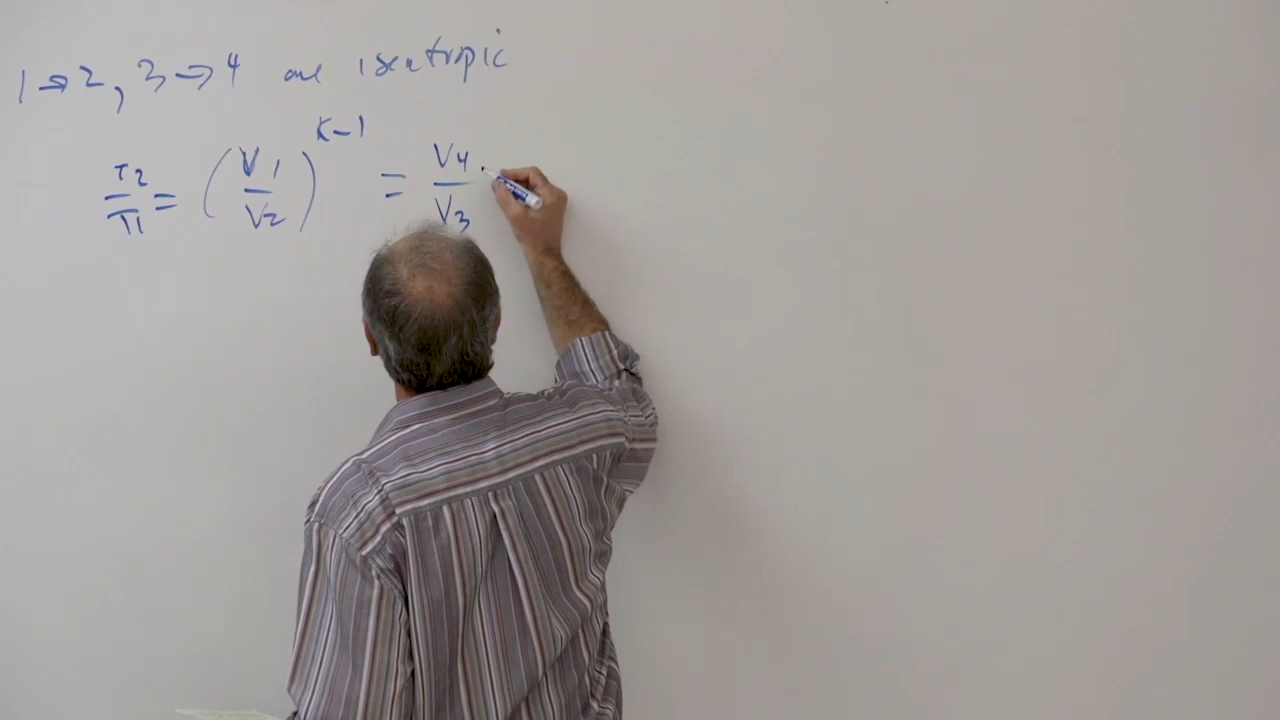 1→2, 3→4 are isentropic
T2/T1 = (V1/V2)^K-1 = V4/V3